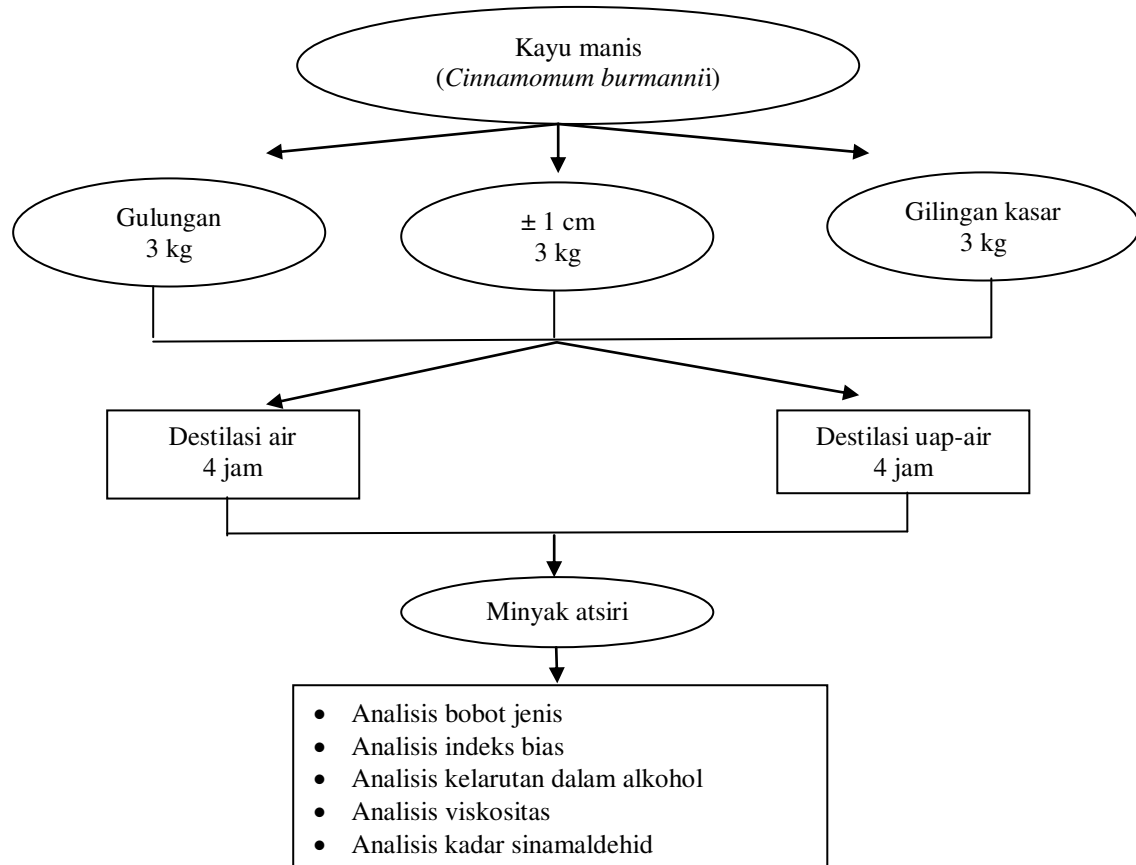 Kayu manis
(Cinnamomum burmannii)
Gulungan
3 kg
± 1 cm
3 kg
Gilingan kasar
3 kg
Destilasi air
4 jam
Destilasi uap-air
4 jam
Minyak atsiri
• Analisis bobot jenis
• Analisis indeks bias
• Analisis kelarutan dalam alkohol
• Analisis viskositas
• Analisis kadar sinamaldehid